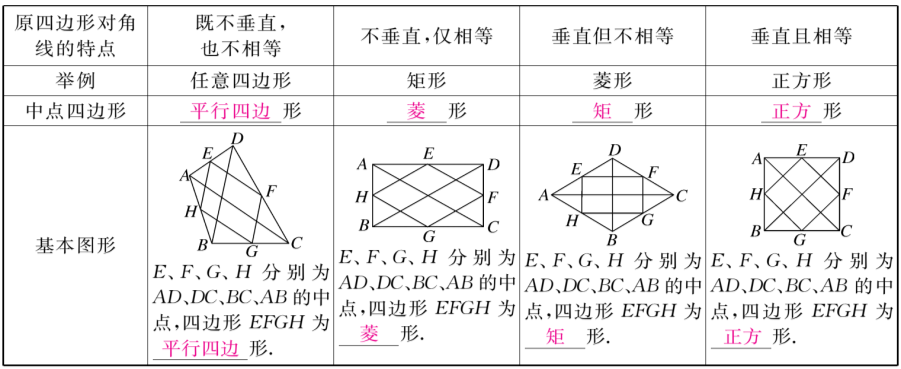 原四边形对角线的特点 既不垂直,也不相等 不垂直,仅相等 垂直但不相等 垂直且相等
举例 任意四边形 矩形 菱形 正方形
中点四边形 平行四边 形 菱 形 矩 形 正方 形
基本图形
A E D H F B G C
E、F、G、H 分别为
AD、DC、BC、AB 的中
点,四边形 EFGH 为
平行四边 形.
A E D H F B G C
E、F、G、H 分别为
AD、DC、BC、AB 的中
点,四边形 EFGH 为
菱 形.
D E F A C H G B
E、F、G、H 分别为
AD、DC、BC、AB 的中
点,四边形 EFGH 为
矩 形.
A E D H F B G C
E、F、G、H 分别为
AD、DC、BC、AB 的中
点,四边形 EFGH 为
正方 形.